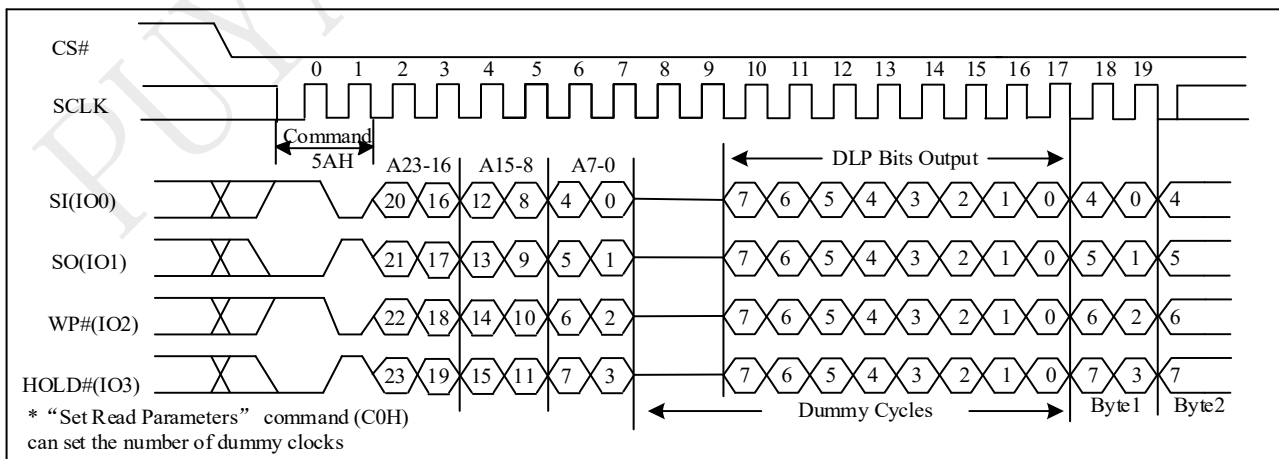 PUYA
CS#
0 1 2 3 4 5 6 7 8 9 10 11 12 13 14 15 16 17 18 19
SCLK
Command
5AH
A23-16 A15-8 A7-0
DLP Bits Output
SI(IO0) 20 16 12 8 4 0 7 6 5 4 3 2 1 0 4 0 4
SO(IO1) 21 17 13 9 5 1 7 6 5 4 3 2 1 0 5 1 5
WP#(IO2) 22 18 14 10 6 2 7 6 5 4 3 2 1 0 6 2 6
HOLD#(IO3) 23 19 15 11 7 3 7 6 5 4 3 2 1 0 7 3 7
Dummy Cycles Byte1 Byte2
* “Set Read Parameters” command (C0H)
can set the number of dummy clocks